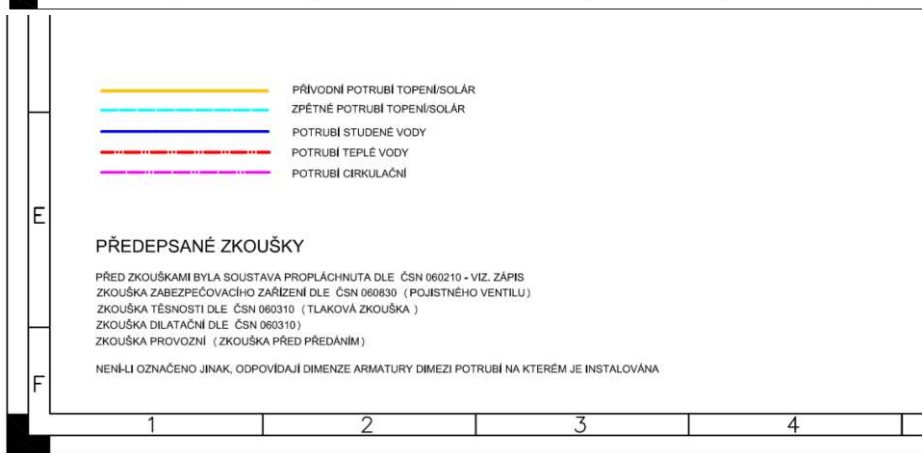 PŘÍVODNÍ POTRUBÍ TOPENÍ/SOLÁR
ZPĚTNÉ POTRUBÍ TOPENÍ/SOLÁR
POTRUBÍ STUDENÉ VODY
POTRUBÍ TEPLÉ VODY
POTRUBÍ CIRKULAČNÍ
E
PŘEDEPSANÉ ZKOUŠKY
PŘED ZKOUŠKAMI BYLA SOUSTAVA PROPLÁCHNUTA DLE ČSN 060210 - VIZ. ZÁPIS
ZKOUŠKA ZABEZPEČOVACÍHO ZAŘÍZENÍ DLE ČSN 060830 (POJISTNÉHO VENTILU)
ZKOUŠKA TĚSNOSTI DLE ČSN 060310 (TLAKOVÁ ZKOUŠKA )
ZKOUŠKA DILATAČNÍ DLE ČSN 060310)
ZKOUŠKA PROVOZNÍ (ZKOUŠKA PŘED PŘEDÁNÍM)
NENÍ-LI OZNAČENO JINAK, ODPOVÍDAJÍ DIMENZE ARMATURY DIMEZI POTRUBÍ NA KTERÉM JE INSTALOVÁNA
F
1 2 3 4